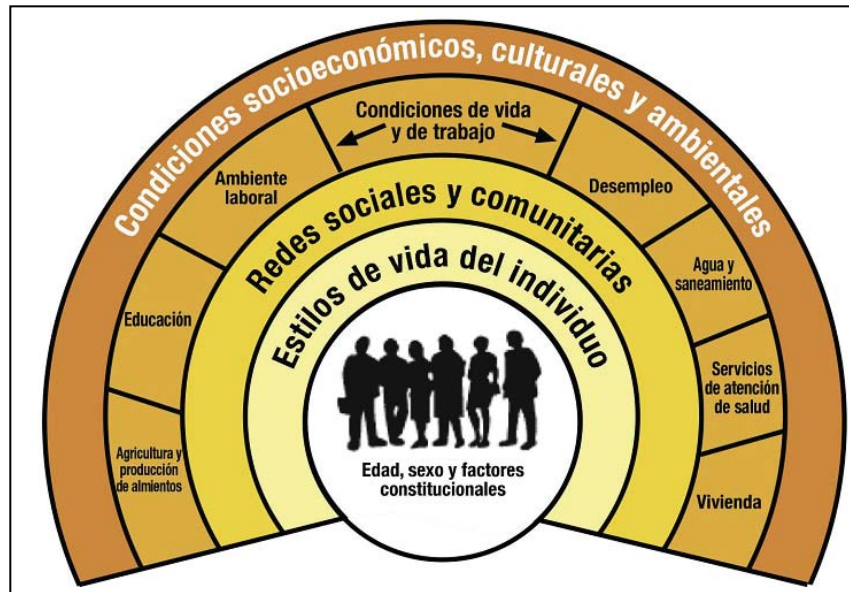 Condiciones socioeconómicos, culturales y ambientales
Condiciones de vida
y de trabajo
Ambiente
laboral
Desempleo
Educación
Agua y
saneamiento
Agricultura y
producción
de almientos
Servicios
de atención
de salud
Vivienda
Redes sociales y comunitarias
Estilos de vida del individuo
Edad, sexo y factores
constitucionales